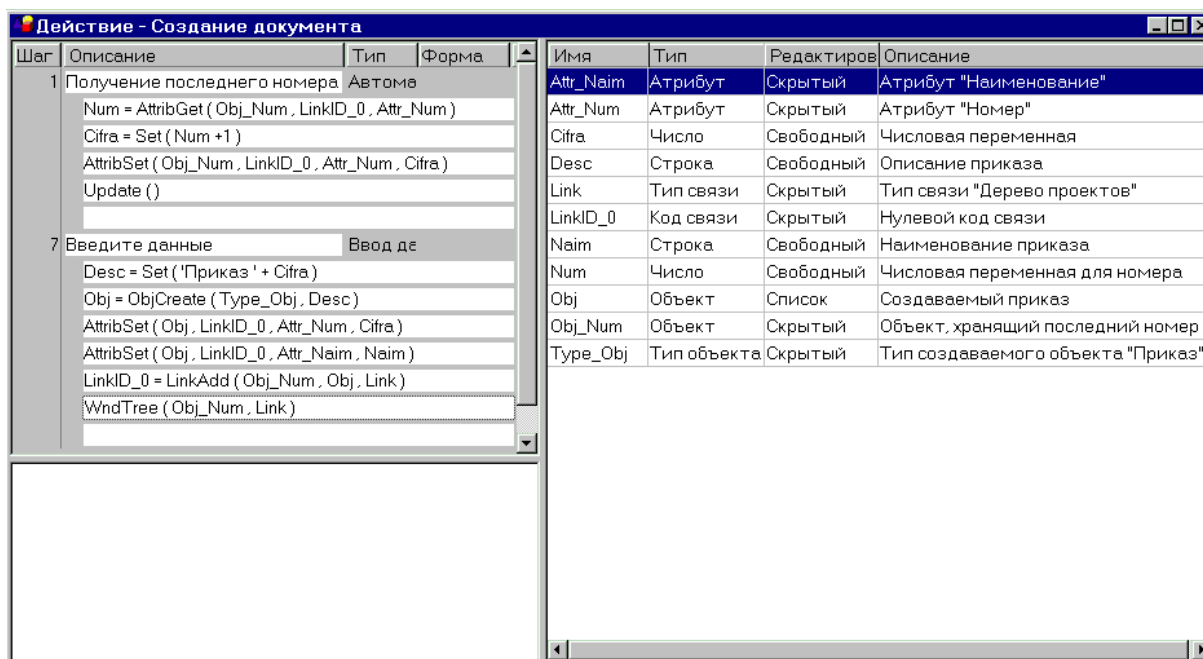 Действие - Создание документа
Шаг Описание Тип Форма
1 Получение последнего номера Автома
Num = AttribGet ( Obj_Num , LinkID_0 , Attr_Num )
Cifra = Set ( Num +1 )
AttribSet ( Obj_Num , LinkID_0 , Attr_Num , Cifra )
Update ()
7 Введите данные Ввод да
Desc = Set ( 'Приказ ' + Cifra )
Obj = ObjCreate ( Type_Obj , Desc )
AttribSet ( Obj , LinkID_0 , Attr_Num , Cifra )
AttribSet ( Obj , LinkID_0 , Attr_Naim , Naim )
LinkID_0 = LinkAdd ( Obj_Num , Obj , Link )
WndTree ( Obj_Num , Link )
Имя Тип Редактиров Описание
Attr_Naim Атрибут Скрытый Атрибут "Наименование"
Attr_Num Атрибут Скрытый Атрибут "Номер"
Cifra Число Свободный Числовая переменная
Desc Строка Свободный Описание приказа
Link Тип связи Скрытый Тип связи "Дерево проектов"
LinkID_0 Код связи Скрытый Нулевой код связи
Naim Строка Свободный Наименование приказа
Num Число Свободный Числовая переменная для номера
Obj Объект Список Создаваемый приказ
Obj_Num Объект Скрытый Объект, хранящий последний номер
Type_Obj Тип объекта Скрытый Тип создаваемого объекта "Приказ"